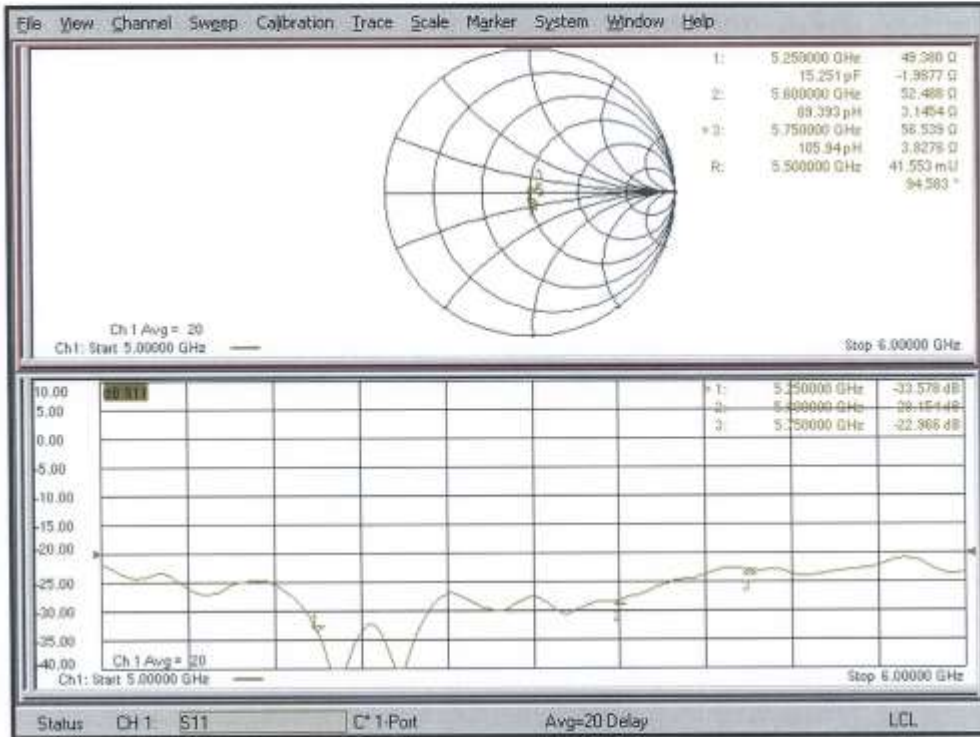 File View Channel Sweep Calibration Trace Scale Marker System Window Help
1: 5.250000 GHz 49.380 Ω
15.251 pF -1.9877 Ω
2: 5.600000 GHz 52.488 Ω
89.393 pH 3.1454 Ω
3: 5.750000 GHz 56.539 Ω
105.94 pH 3.8276 Ω
R: 5.500000 GHz 41.553 mU
94.583 °
Ch 1 Avg = 20
Ch1: Start 5.00000 GHz
Stop 6.00000 GHz
10.00
dB S11
1: 5.250000 GHz -33.578 dB
5.00
2: 5.600000 GHz -28.154 dB
0.00
3: 5.750000 GHz -22.966 dB
-5.00
-10.00
-15.00
-20.00
-25.00
-30.00
-35.00
-40.00
Ch 1 Avg = 20
Ch1: Start 5.00000 GHz
Stop 6.00000 GHz
Status CH 1: S11 C* 1-Port Avg=20 Delay LCL